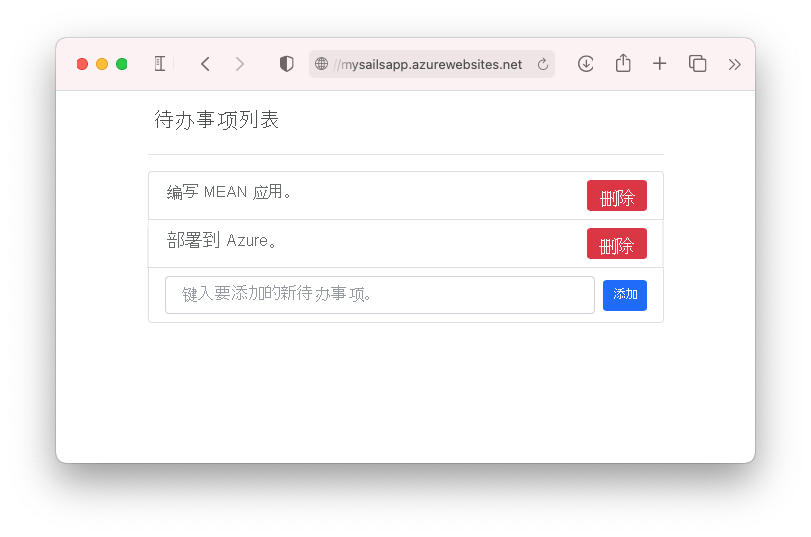 //mysailsapp.azurewebsites.net
待办事项列表
编写 MEAN 应用。 删除
部署到 Azure。 删除
键入要添加的新待办事项。 添加